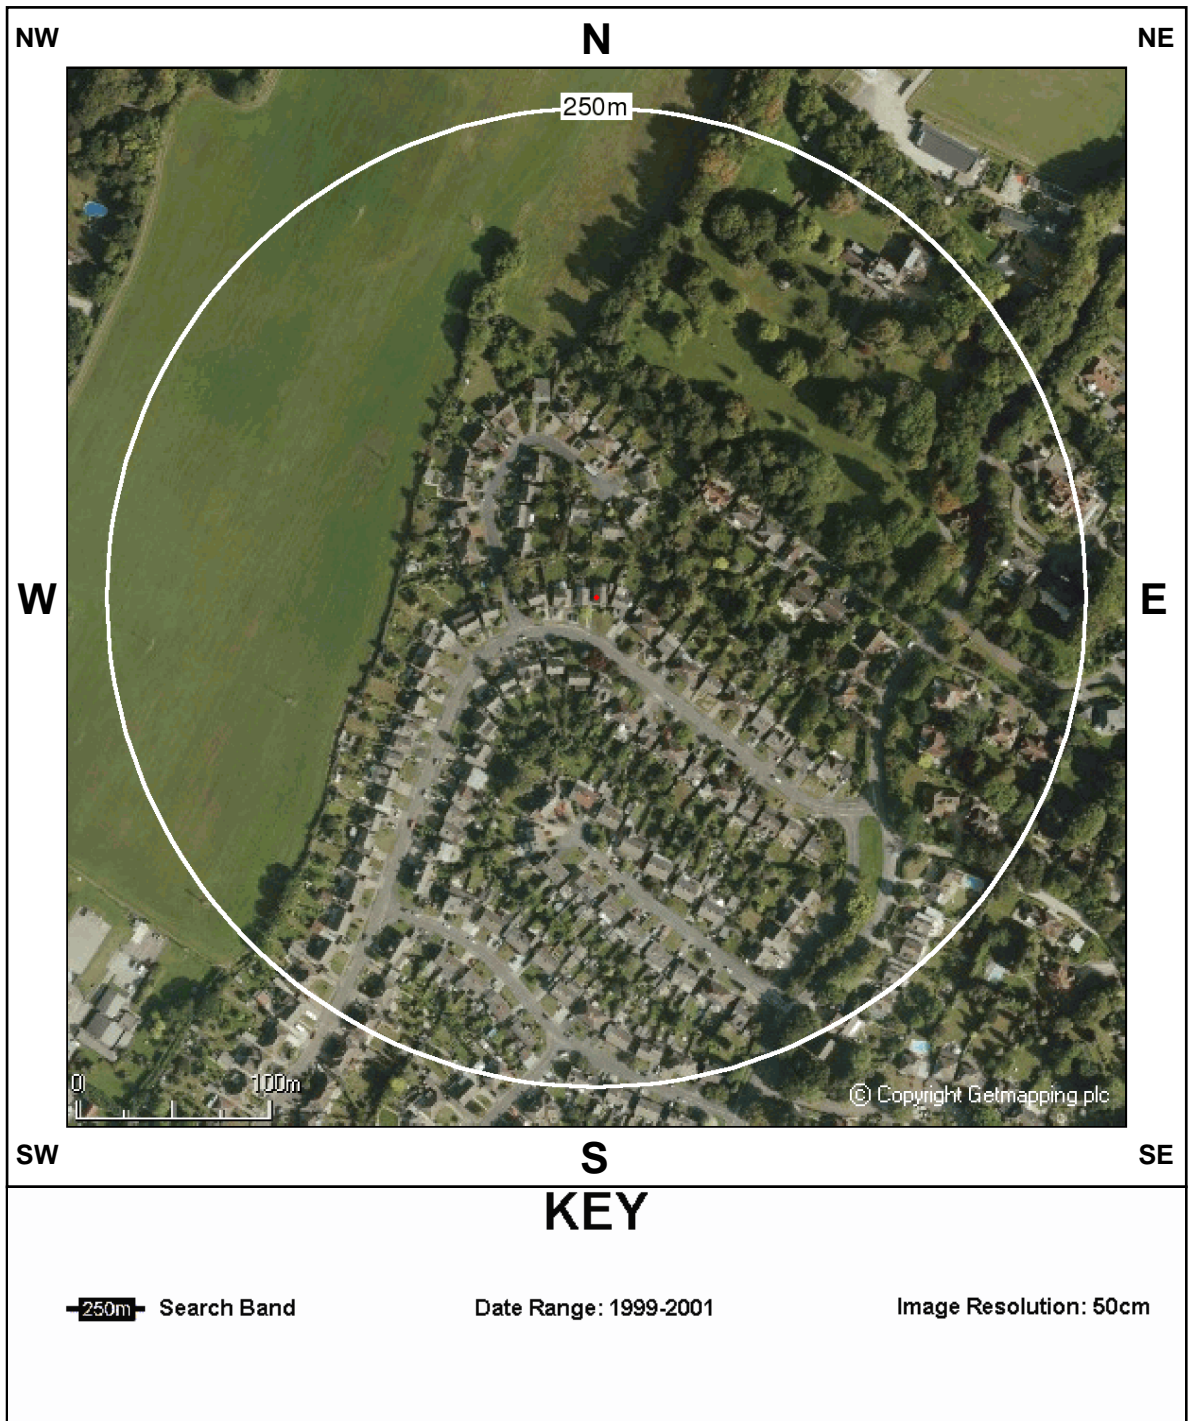 NW N NE
250m
W E
0 100m
© Copyright Getmapping plc
SW S SE
KEY
250m Search Band Date Range: 1999-2001 Image Resolution: 50cm